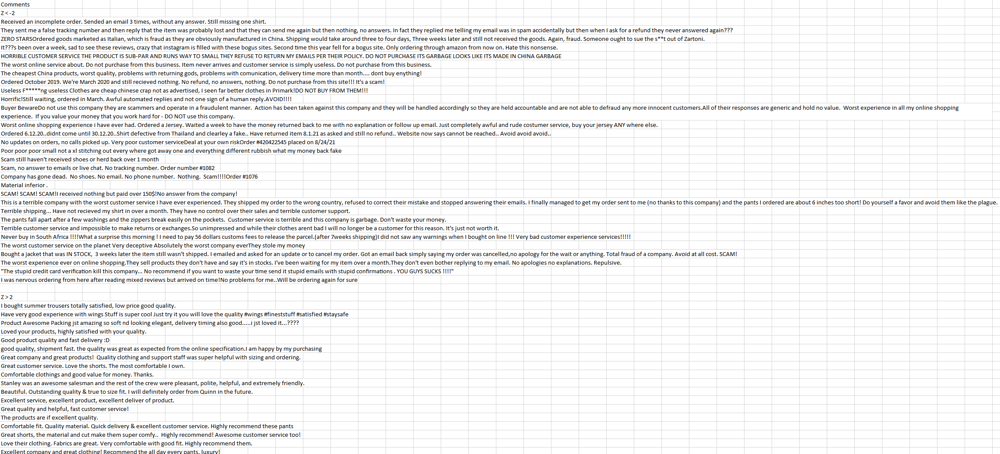 Comments
Z < -2
Received an incomplete order. Sended an email 3 times, without any answer. Still missing one shirt.
They sent me a false tracking number and then reply that the item was probably lost and that they can send me again but then nothing, no answers. In fact they replied me telling my email was in spam accidentally but then when I ask for a refund they never answered again???
ZERO STARSOrdered goods marketed as Italian, which is fraud as they are obviously manufactured in China. Shipping would take around three to four days, Three weeks later and still not received the goods. Again, fraud. Someone ought to sue the s**t out of Zartoni.
It???s been over a week, sad to see these reviews, crazy that instagram is filled with these bogus sites. Second time this year fell for a bogus site. Only ordering through amazon from now on. Hate this nonsense.
HORRIBLE CUSTOMER SERVICE THE PRODUCT IS SUB-PAR AND RUNS WAY TO SMALL THEY REFUSE TO RETURN MY EMAILS PER THEIR POLICY. DO NOT PURCHASE ITS GARBAGE LOOKS LIKE ITS MADE IN CHINA GARBAGE
The worst online service about. Do not purchase from this business. Item never arrives and customer service is simply useless. Do not purchase from this business.
The cheapest China products, worst quality, problems with returning gods, problems with comunication, delivery time more than month.... dont buy enything!
Ordered October 2019. We're March 2020 and still recieved nothing. No refund, no answers, nothing. Do not purchase from this site!!! It's a scam!
Useless F*****ng useless Clothes are cheap chinese crap not as advertised, I seen far better clothes in Primark!DO NOT BUY FROM THEM!!!
Horrific!Still waiting, ordered in March. Awful automated replies and not one sign of a human reply.AVOID!!!!
Buyer BewareDo not use this company they are scammers and operate in a fraudulent manner.  Action has been taken against this company and they will be handled accordingly so they are held accountable and are not able to defraud any more innocent customers.All of their responses are generic and hold no value.  Worst experience in all my online shopping
experience.  If you value your money that you work hard for - DO NOT use this company.
Worst online shopping experience i have ever had. Ordered a Jersey. Waited a week to have the money returned back to me with no explanation or follow up email. Just completely awful and rude costumer service, buy your jersey ANY where else.
Ordered 6.12.20..didnt come until 30.12.20..Shirt defective from Thailand and clearley a fake.. Have returned item 8.1.21 as asked and still no refund.. Website now says cannot be reached.. Avoid avoid avoid..
No updates on orders, no calls picked up. Very poor customer serviceDeal at your own riskOrder #420422545 placed on 8/24/21
Poor poor poor small not a xl stitching out every where got away one and everything different rubbish what my money back fake
Scam still haven't received shoes or herd back over 1 month
Scam, no answer to emails or live chat. No tracking number. Order number #1082
Company has gone dead.  No shoes. No email. No phone number.  Nothing.  Scam!!!!Order #1076
Material inferior .
SCAM! SCAM! SCAM!I received nothing but paid over 150$!No answer from the company!
This is a terrible company with the worst customer service I have ever experienced. They shipped my order to the wrong country, refused to correct their mistake and stopped answering their emails. I finally managed to get my order sent to me (no thanks to this company) and the pants I ordered are about 6 inches too short! Do yourself a favor and avoid them like the plague.
Terrible shipping... Have not recieved my shirt in over a month. They have no control over their sales and terrible customer support.
The pants fall apart after a few washings and the zippers break easily on the pockets.  Customer service is terrible and this company is garbage. Don't waste your money.
Terrible customer service and impossible to make returns or exchanges.So unimpressed and while their clothes arent bad I will no longer be a customer for this reason. It's just not worth it.
Never buy in South Africa !!!!What a surprise this morning ! I need to pay 56 dollars customs fees to release the parcel.(after 7weeks shipping)I did not saw any warnings when I bought on line !!! Very bad customer experience services!!!!!
The worst customer service on the planet Very deceptive Absolutely the worst company everThey stole my money
Bought a jacket that was IN STOCK,  3 weeks later the item still wasn't shipped. I emailed and asked for an update or to cancel my order. Got an email back simply saying my order was cancelled,no apology for the wait or anything. Total fraud of a company. Avoid at all cost. SCAM!
The worst experience ever on online shopping.They sell products they don't have and say it's in stocks. I've been waiting for my item over a month.They don't even bother replying to my email. No apologies no explanations. Repulsive.
"The stupid credit card verification kill this company... No recommend if you want to waste your time send it stupid emails with stupid confirmations . YOU GUYS SUCKS !!!!"
I was nervous ordering from here after reading mixed reviews but arrived on time!No problems for me..Will be ordering again for sure
Z > 2
I bought summer trousers totally satisfied, low price good quality.
Have very good experience with wings Stuff is super cool Just try it you will love the quality #wings #fineststuff #satisfied #staysafe
Product Awesome Packing jst amazing so soft nd looking elegant, delivery timing also good.....i jst loved it...????
Loved your products, highly satisfied with your quality.
Good product quality and fast delivery :D
good quality, shipment fast. the quality was great as expected from the online specification.I am happy by my purchasing
Great company and great products!  Quality clothing and support staff was super helpful with sizing and ordering.
Great customer service. Love the shorts. The most comfortable I own.
Comfortable clothings and good value for money. Thanks.
Stanley was an awesome salesman and the rest of the crew were pleasant, polite, helpful, and extremely friendly.
Beautiful. Outstanding quality & true to size fit. I will definitely order from Quinn in the future.
Excellent service, excellent product, excellent deliver of product.
Great quality and helpful, fast customer service!
The products are if excellent quality.
Comfortable fit. Quality material. Quick delivery & excellent customer service. Highly recommend these pants
Great shorts, the material and cut make them super comfy..  Highly recommend! Awesome customer service too!
Love their clothing. Fabrics are great. Very comfortable with good fit. Highly recommend them.
Excellent company and great clothing! Recommend the all day every pants. luxury!